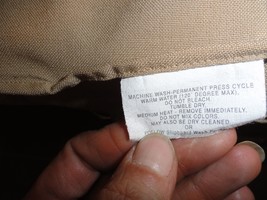 MACHINE WASH-PERMANENT PRESS CYCLE
WARM WATER (120° DEGREE MAX).
DO NOT BLEACH.
TUMBLE DRY.
MEDIUM HEAT - REMOVE IMMEDIATELY.
DO NOT MIX COLORS.
MAY ALSO BE DRY CLEANED
OR